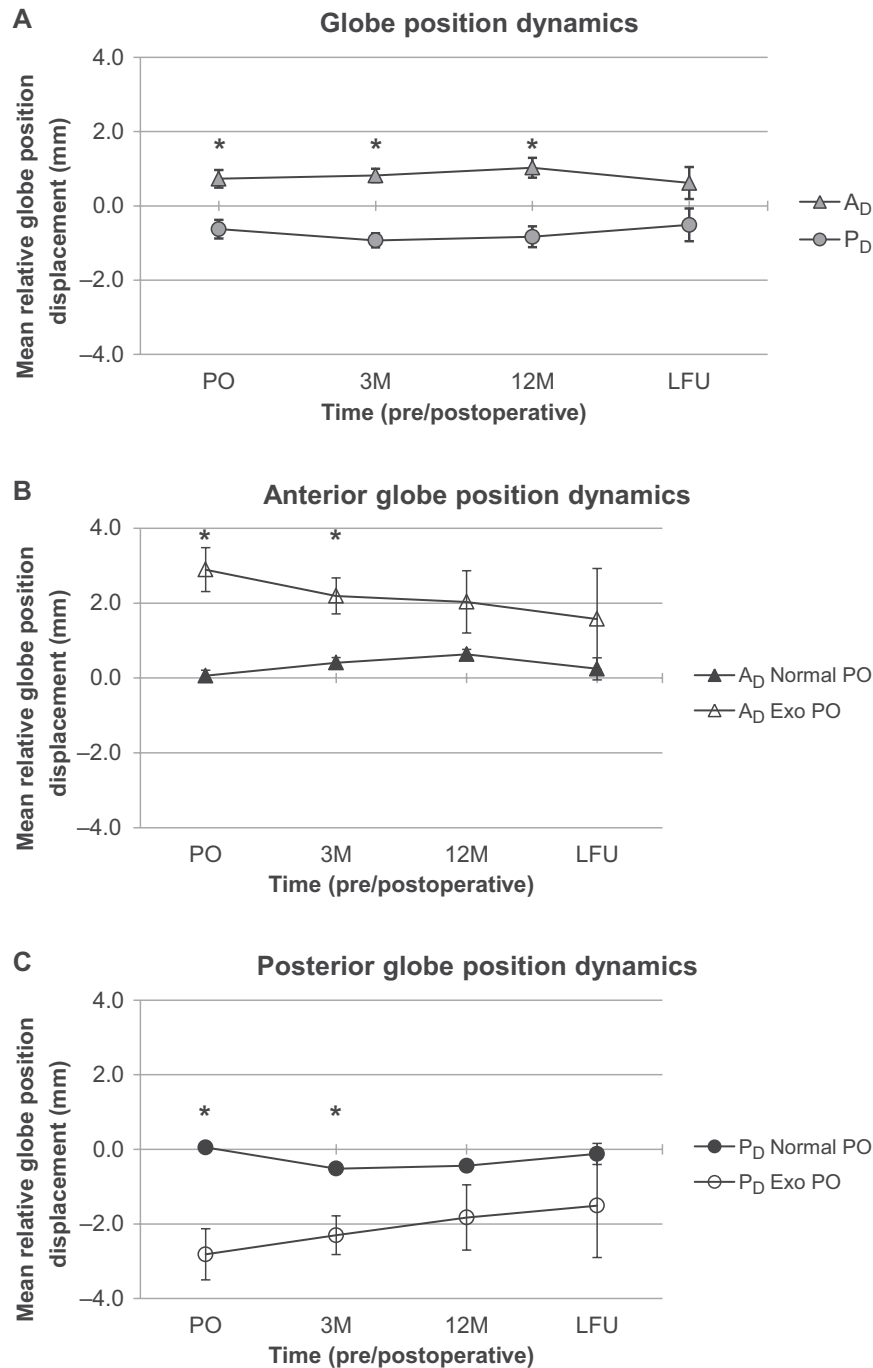 A
Globe position dynamics
Mean relative globe position
displacement (mm)
4.0
2.0
0.0
–2.0
–4.0
* * *
A_D
P_D
PO 3M 12M LFU
Time (pre/postoperative)
B
Anterior globe position dynamics
Mean relative globe position
displacement (mm)
4.0
2.0
0.0
–2.0
–4.0
* *
A_D Normal PO
A_D Exo PO
PO 3M 12M LFU
Time (pre/postoperative)
C
Posterior globe position dynamics
Mean relative globe position
displacement (mm)
4.0
2.0
0.0
–2.0
–4.0
* *
P_D Normal PO
P_D Exo PO
PO 3M 12M LFU
Time (pre/postoperative)